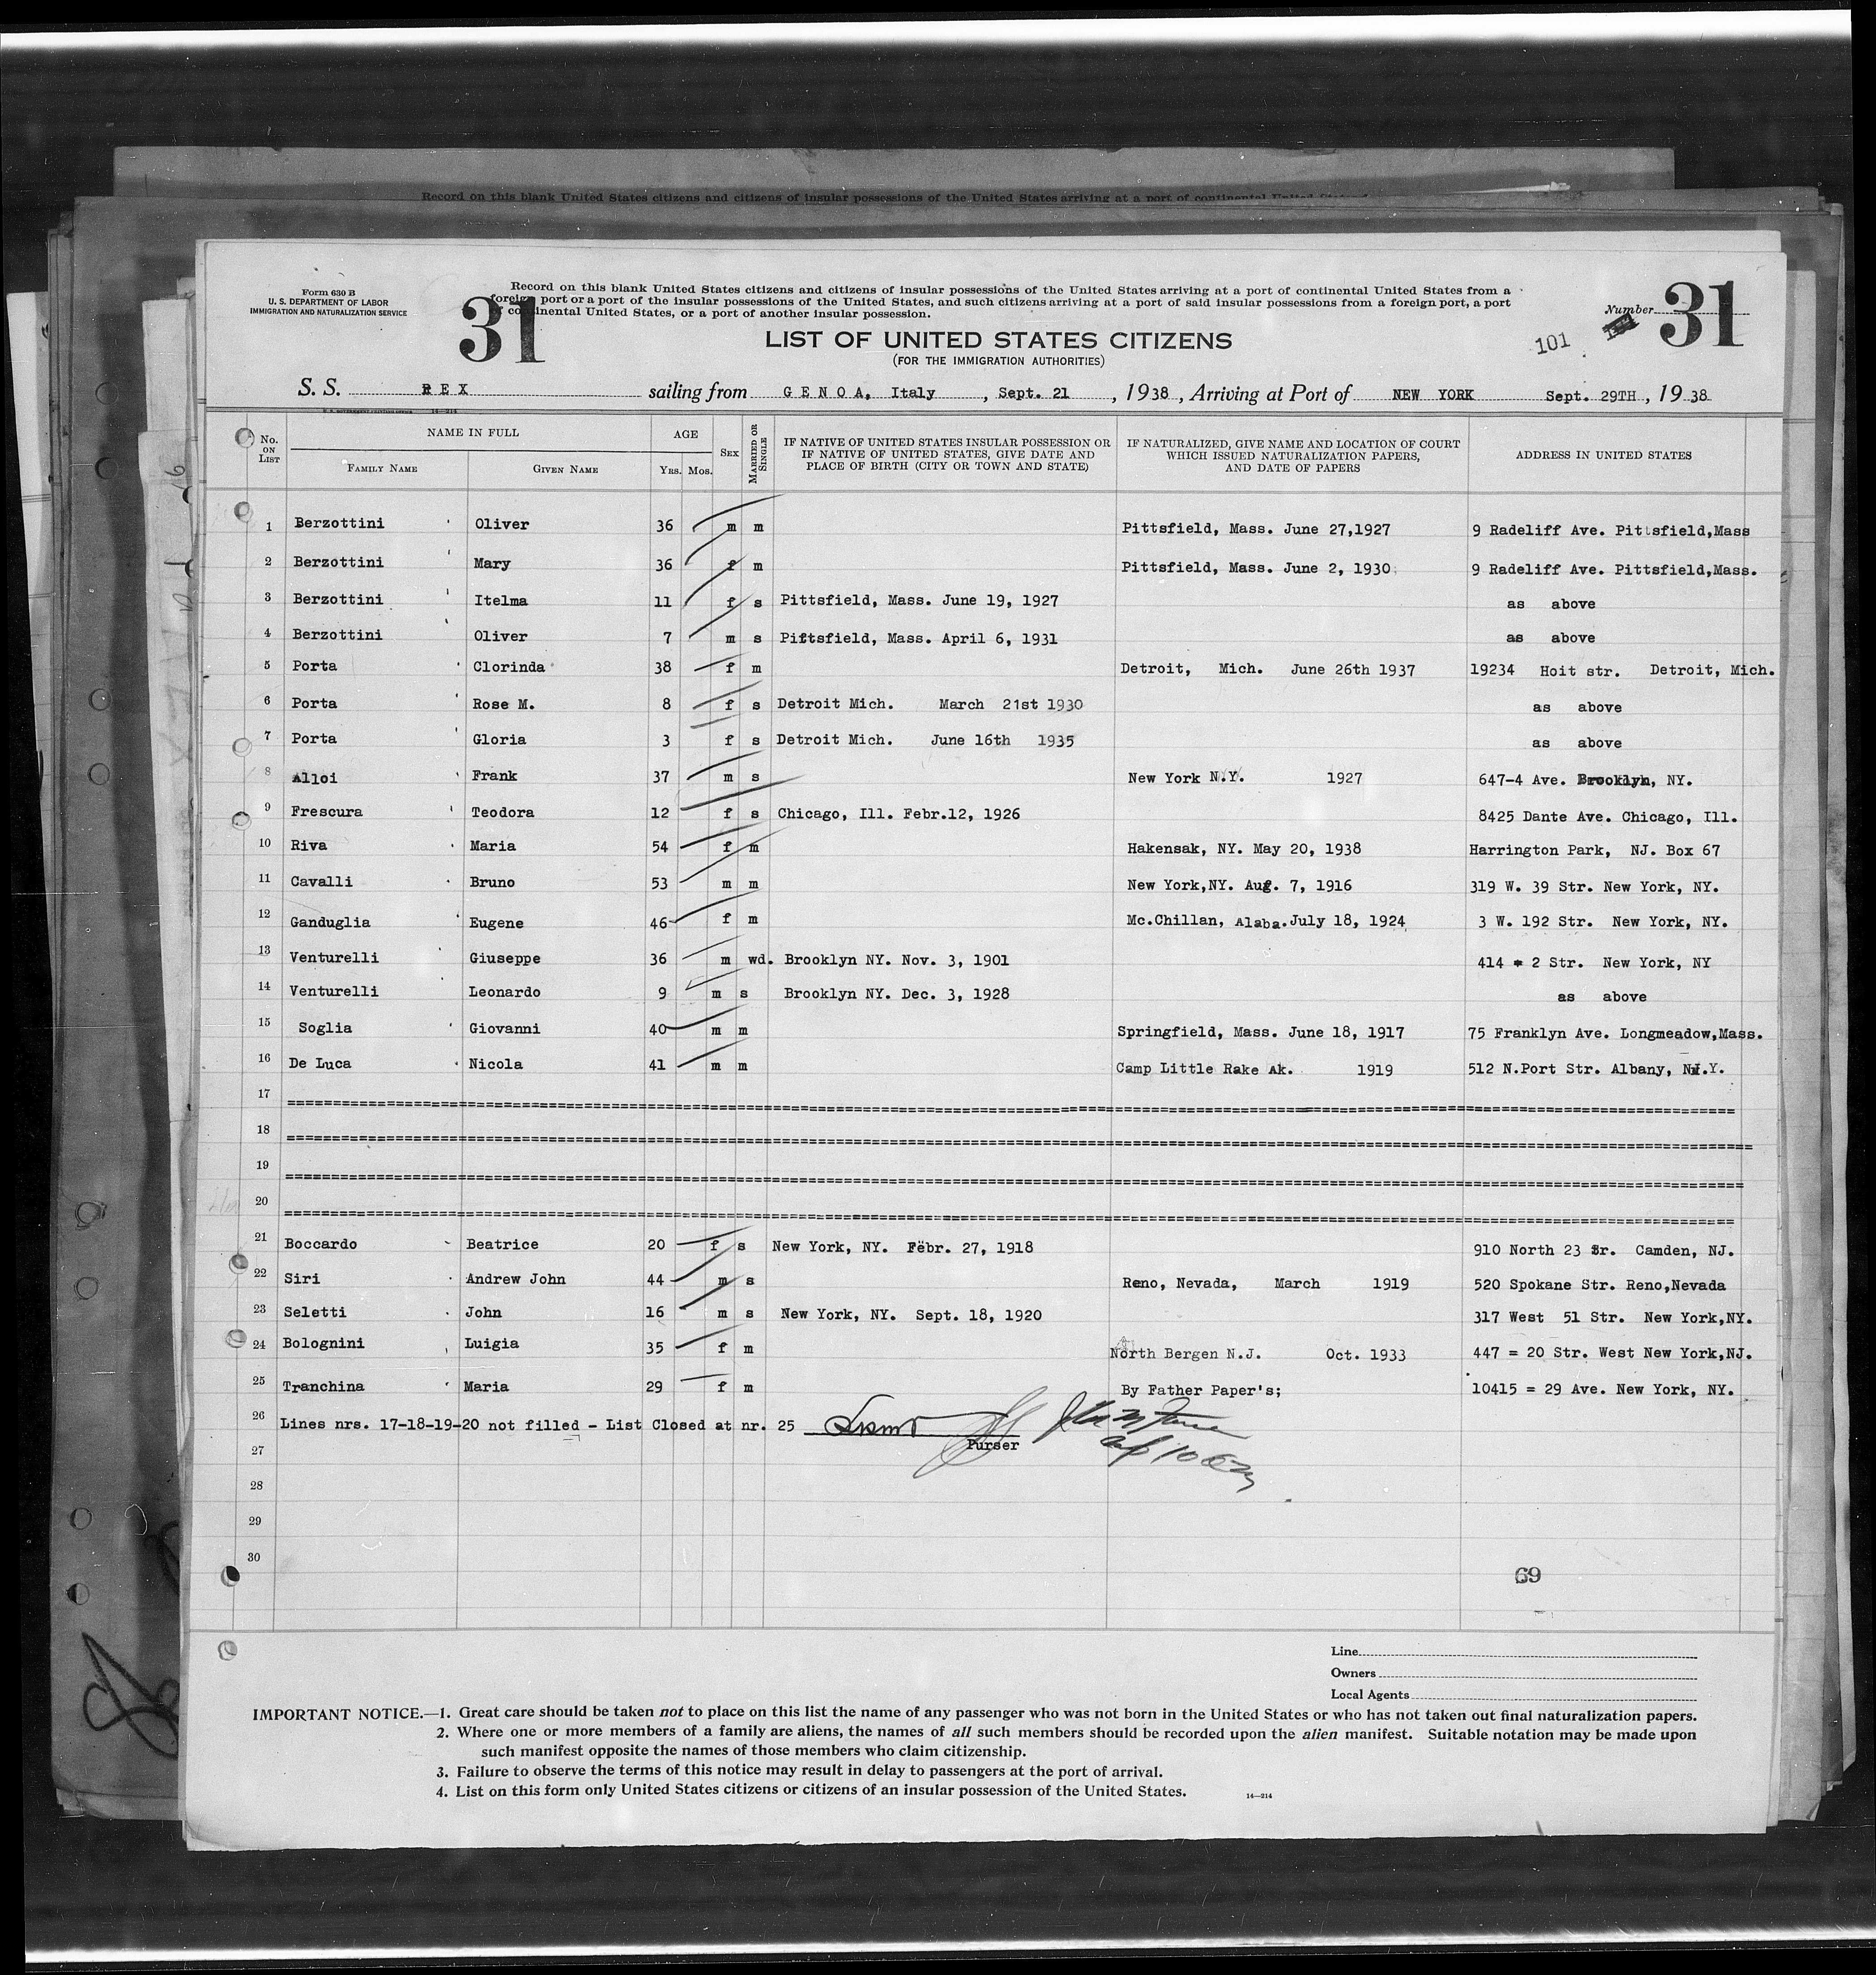 Record on this blank United States citizens and citizens of insular possessions of the United States arriving at a port of continental United
Form 630 B
U. S. DEPARTMENT OF LABOR
IMMIGRATION AND NATURALIZATION SERVICE
31
Record on this blank United States citizens and citizens of insular possessions of the United States arriving at a port of continental United States from a
foreign port or a port of the insular possessions of the United States, and such citizens arriving at a port of said insular possessions from a foreign port, a port
of continental United States, or a port of another insular possession.
Number 31
101
LIST OF UNITED STATES CITIZENS
(FOR THE IMMIGRATION AUTHORITIES)
S. S. REX sailing from GENOA, Italy, Sept. 21, 1938, Arriving at Port of NEW YORK Sept. 29TH, 1938
14—214
No. ON LIST NAME IN FULL FAMILY NAME GIVEN NAME AGE YRS. MOS. SEX MARRIED OR SINGLE IF NATIVE OF UNITED STATES INSULAR POSSESSION OR IF NATIVE OF UNITED STATES, GIVE DATE AND PLACE OF BIRTH (CITY OR TOWN AND STATE) IF NATURALIZED, GIVE NAME AND LOCATION OF COURT WHICH ISSUED NATURALIZATION PAPERS, AND DATE OF PAPERS ADDRESS IN UNITED STATES
1 Berzottini Oliver 36 m m Pittsfield, Mass. June 27,1927 9 Radeliff Ave. Pittsfield,Mass
2 Berzottini Mary 36 f m Pittsfield, Mass. June 2, 1930 9 Radeliff Ave. Pittsfield,Mass.
3 Berzottini Itelma 11 f s Pittsfield, Mass. June 19, 1927 as above
4 Berzottini Oliver 7 m s Pittsfield, Mass. April 6, 1931 as above
5 Porta Clorinda 38 f m Detroit, Mich. June 26th 1937 19234 Hoit str. Detroit, Mich.
6 Porta Rose M. 8 f s Detroit Mich. March 21st 1930 as above
7 Porta Gloria 3 f s Detroit Mich. June 16th 1935 as above
8 Alloi Frank 37 m s New York N.Y. 1927 647-4 Ave. Brooklyn, NY.
9 Frescura Teodora 12 f s Chicago, Ill. Febr.12, 1926 8425 Dante Ave. Chicago, Ill.
10 Riva Maria 54 f m Hakensak, NY. May 20, 1938 Harrington Park, NJ. Box 67
11 Cavalli Bruno 53 m m New York,NY. Aug. 7, 1916 319 W. 39 Str. New York, NY.
12 Ganduglia Eugene 46 f m Mc.Chillan, Alaba.July 18, 1924 3 W. 192 Str. New York, NY.
13 Venturelli Giuseppe 36 m wd. Brooklyn NY. Nov. 3, 1901 414 = 2 Str. New York, NY
14 Venturelli Leonardo 9 m s Brooklyn NY. Dec. 3, 1928 as above
15 Soglia Giovanni 40 m m Springfield, Mass. June 18, 1917 75 Franklyn Ave. Longmeadow,Mass.
16 De Luca Nicola 41 m m Camp Little Rake Ak. 1919 512 N.Port Str. Albany, N.Y.
17
18
19
20
21 Boccardo Beatrice 20 f s New York, NY. Febr. 27, 1918 910 North 23 Sr. Camden, NJ.
22 Siri Andrew John 44 m s Reno, Nevada, March 1919 520 Spokane Str. Reno,Nevada
23 Seletti John 16 m s New York, NY. Sept. 18, 1920 317 West 51 Str. New York,NY.
24 Bolognini Luigia 35 f m North Bergen N.J. Oct. 1933 447 = 20 Str. West New York,NJ.
25 Tranchina Maria 29 f m By Father Paper's; 10415 = 29 Ave. New York, NY.
26 Lines nrs. 17-18-19-20 not filled - List Closed at nr. 25
Purser
27
28
29
30
69
Line
Owners
Local Agents
IMPORTANT NOTICE.—1. Great care should be taken not to place on this list the name of any passenger who was not born in the United States or who has not taken out final naturalization papers.
2. Where one or more members of a family are aliens, the names of all such members should be recorded upon the alien manifest. Suitable notation may be made upon
such manifest opposite the names of those members who claim citizenship.
3. Failure to observe the terms of this notice may result in delay to passengers at the port of arrival.
4. List on this form only United States citizens or citizens of an insular possession of the United States.
14—214